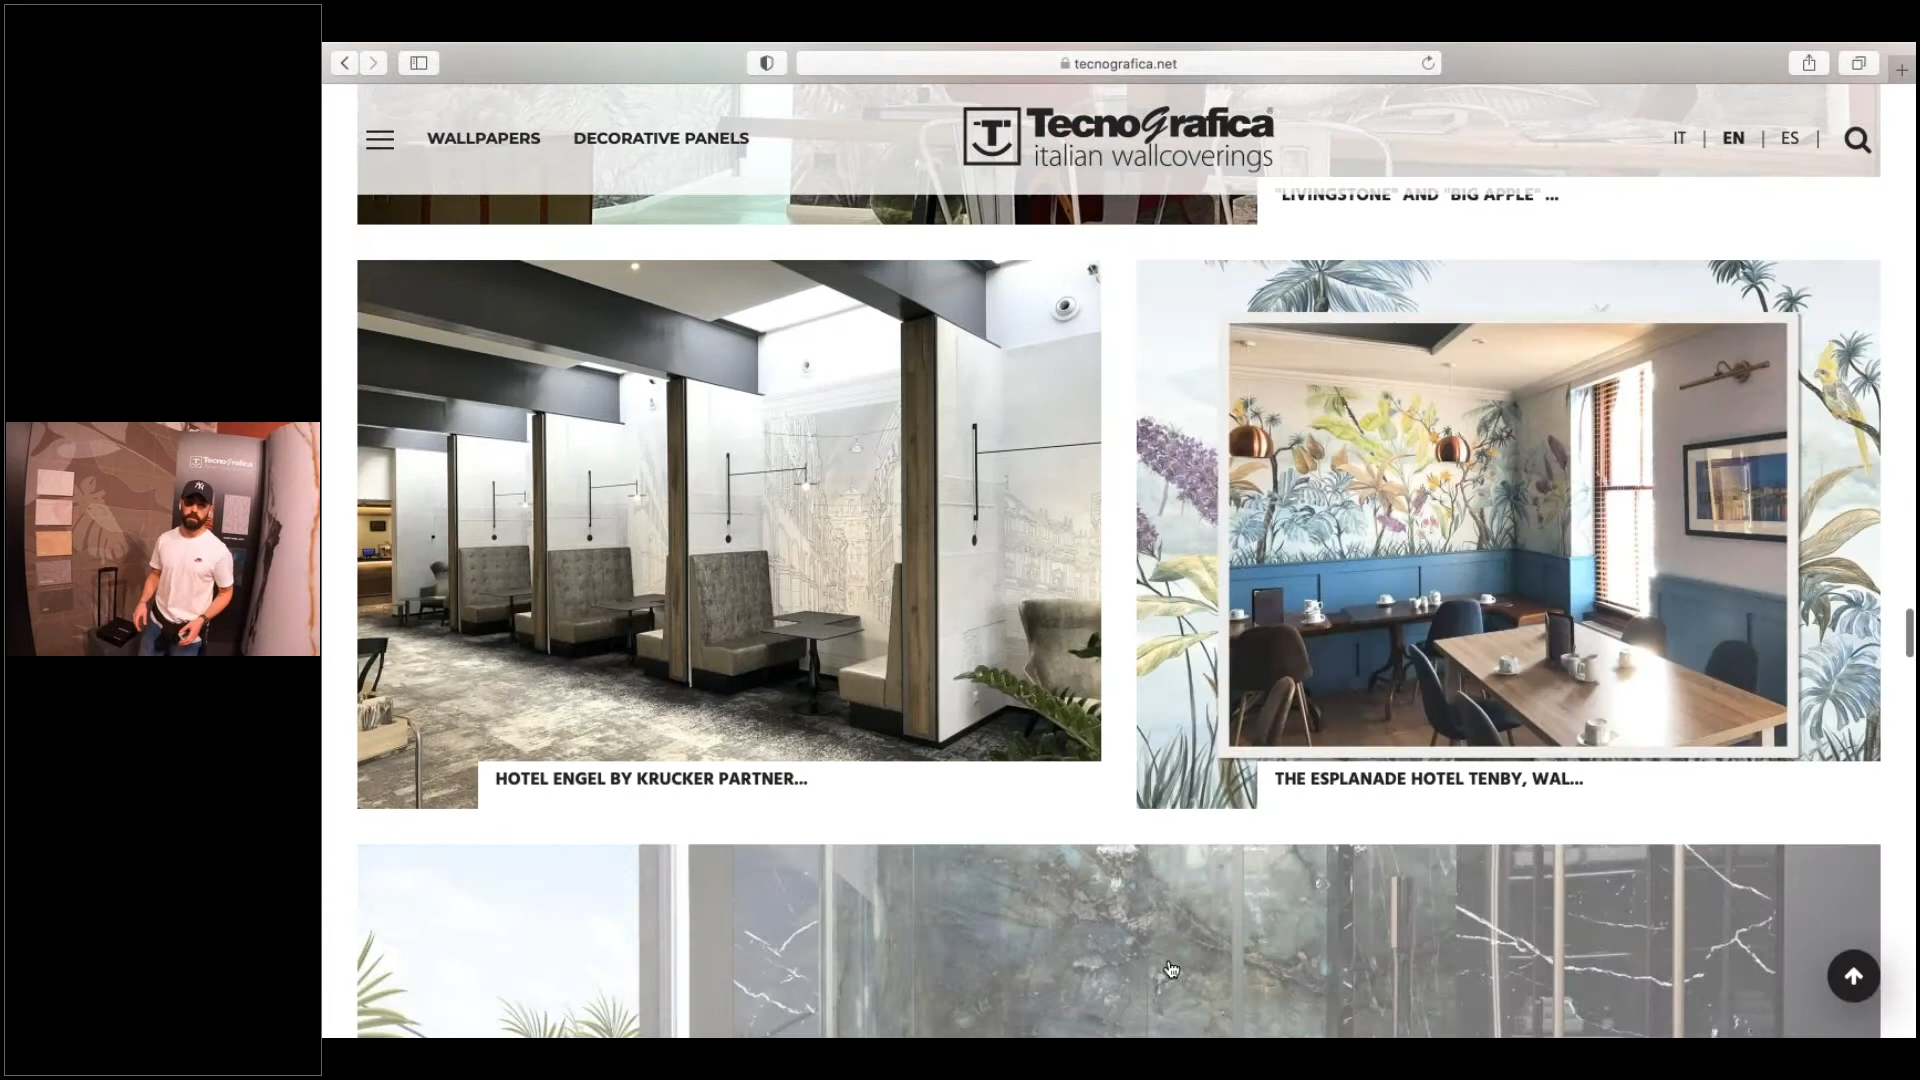 tecnografica.net
WALLPAPERS
DECORATIVE PANELS
TecnoGrafica
italian wallcoverings
IT | EN | ES |
"LIVINGSTONE" AND "BIG APPLE" ...
HOTEL ENGEL BY KRUCKER PARTNER...
THE ESPLANADE HOTEL TENBY, WAL...
TecnoGrafica